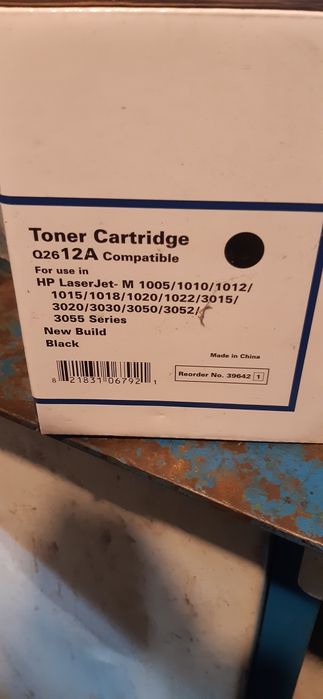 Toner Cartridge
Q2612A Compatible
For use in
HP LaserJet- M 1005/1010/1012/
1015/1018/1020/1022/3015/
3020/3030/3050/3052/
3055 Series
New Build
Black
Made in China
Reorder No. 39642 1
8 21831 06792 1